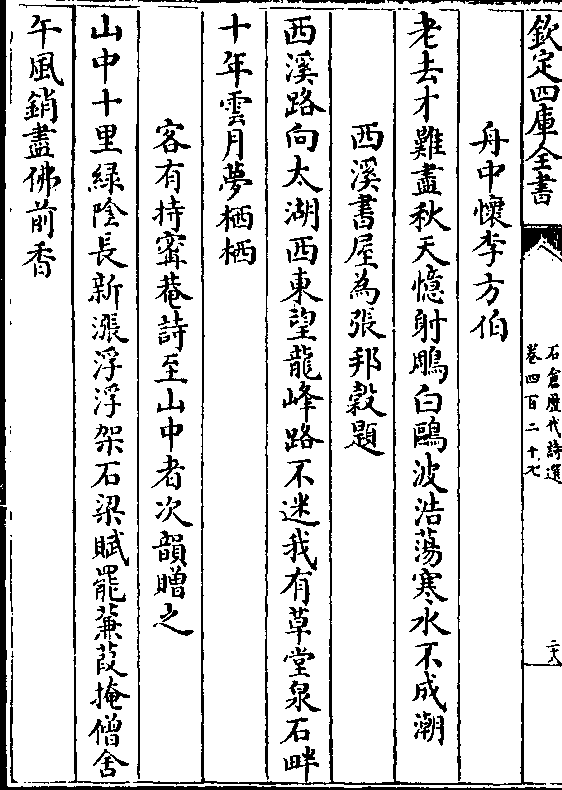 欽定四庫全書
石倉歷代詩選
卷四百二十七
二十八
舟中懷李方伯
老去才難盡秋天憶射鵰白鷗波浩蕩寒水不成潮
西溪書屋為張邦穀題
西溪路向太湖西東望龍峰路不迷我有草堂泉石畔
十年雲月夢栖栖
客有持𡩋菴詩至山中者次韻贈之
山中十里緑陰長新漲浮浮架石梁賦罷蒹葭掩僧舍
午風銷盡佛前香